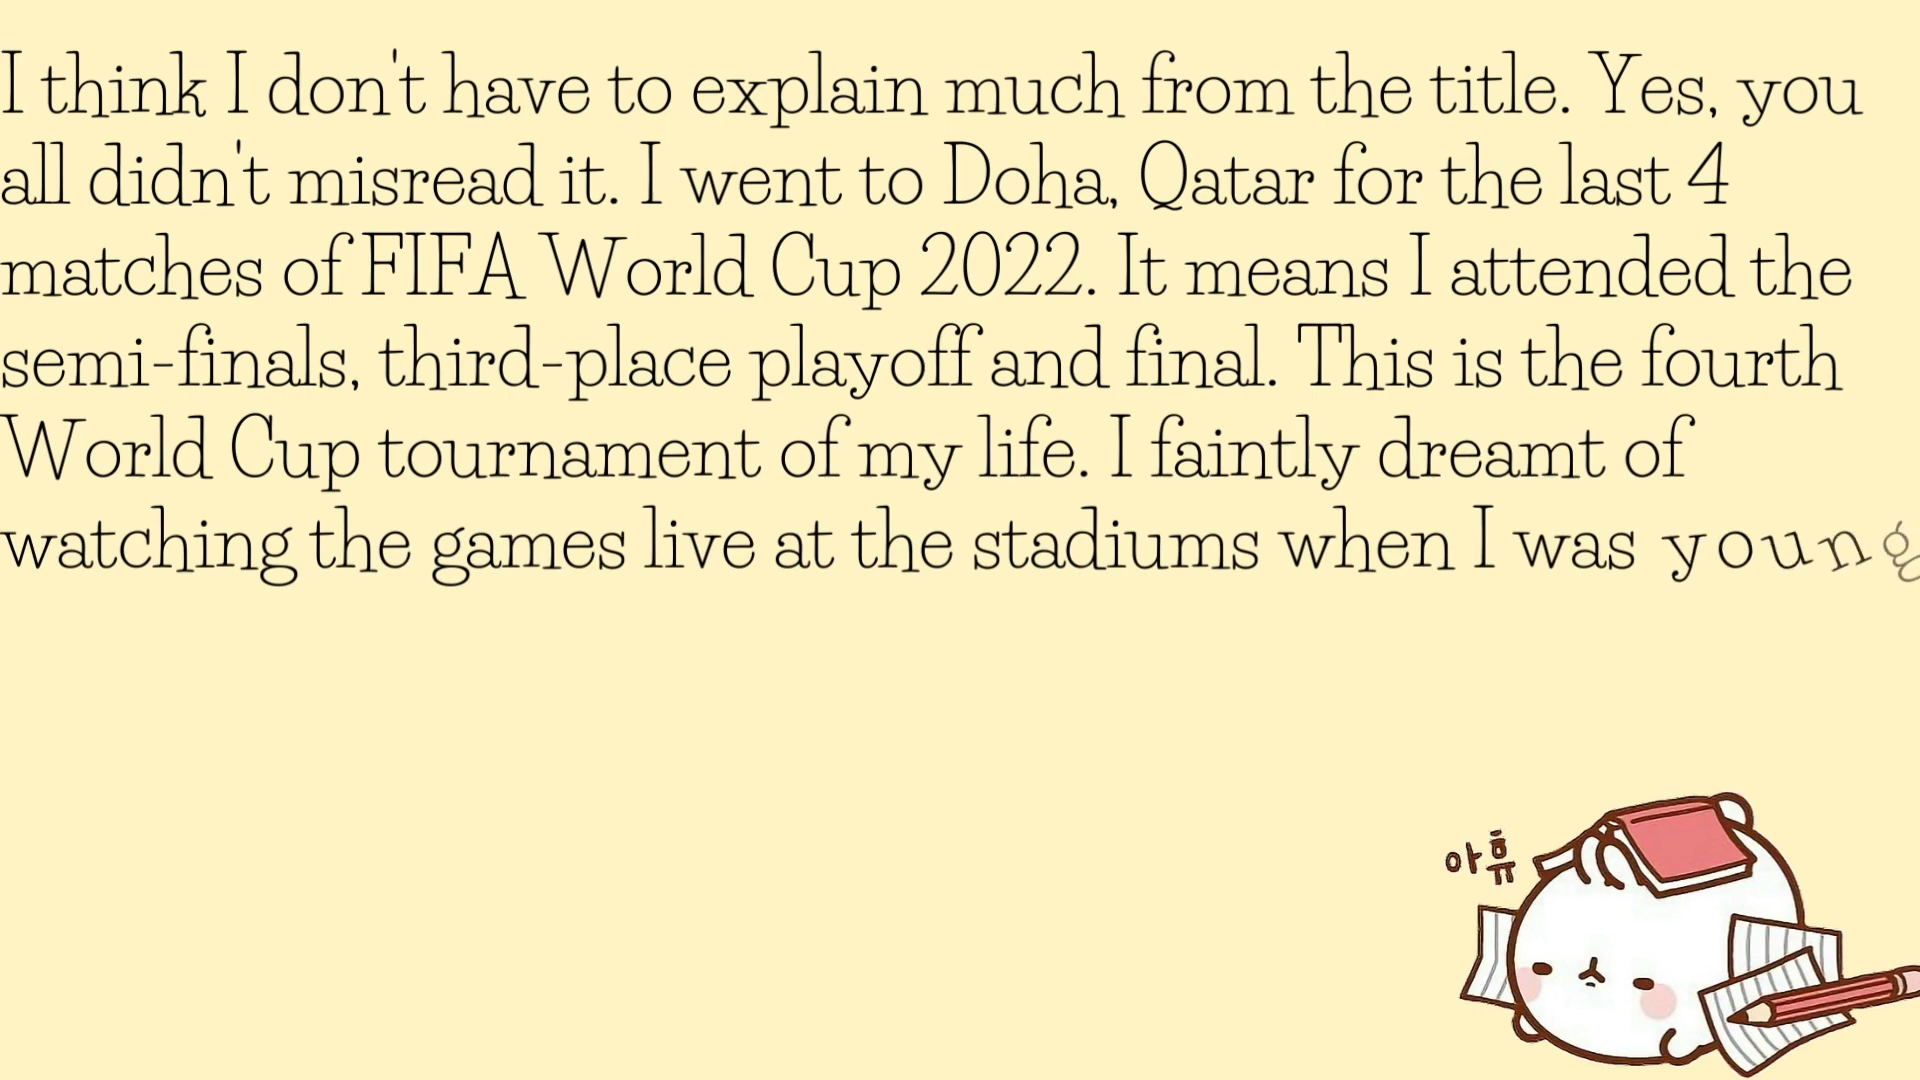 I think I don't have to explain much from the title. Yes, you
all didn't misread it. I went to Doha, Qatar for the last 4
matches of FIFA World Cup 2022. It means I attended the
semi-finals, third-place playoff and final. This is the fourth
World Cup tournament of my life. I faintly dreamt of
watching the games live at the stadiums when I was young
아휴